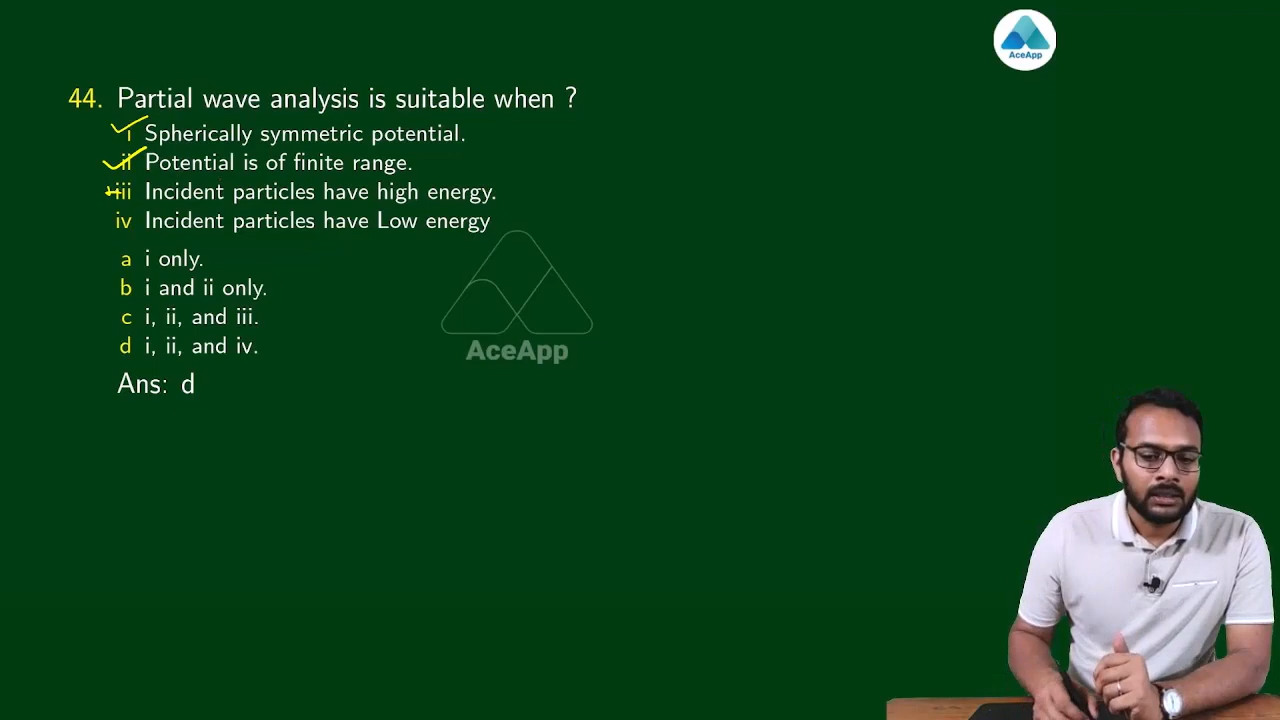 AceApp
44. Partial wave analysis is suitable when ?
i Spherically symmetric potential.
ii Potential is of finite range.
iii Incident particles have high energy.
iv Incident particles have Low energy
a i only.
b i and ii only.
c i, ii, and iii.
d i, ii, and iv.
AceApp
Ans: d